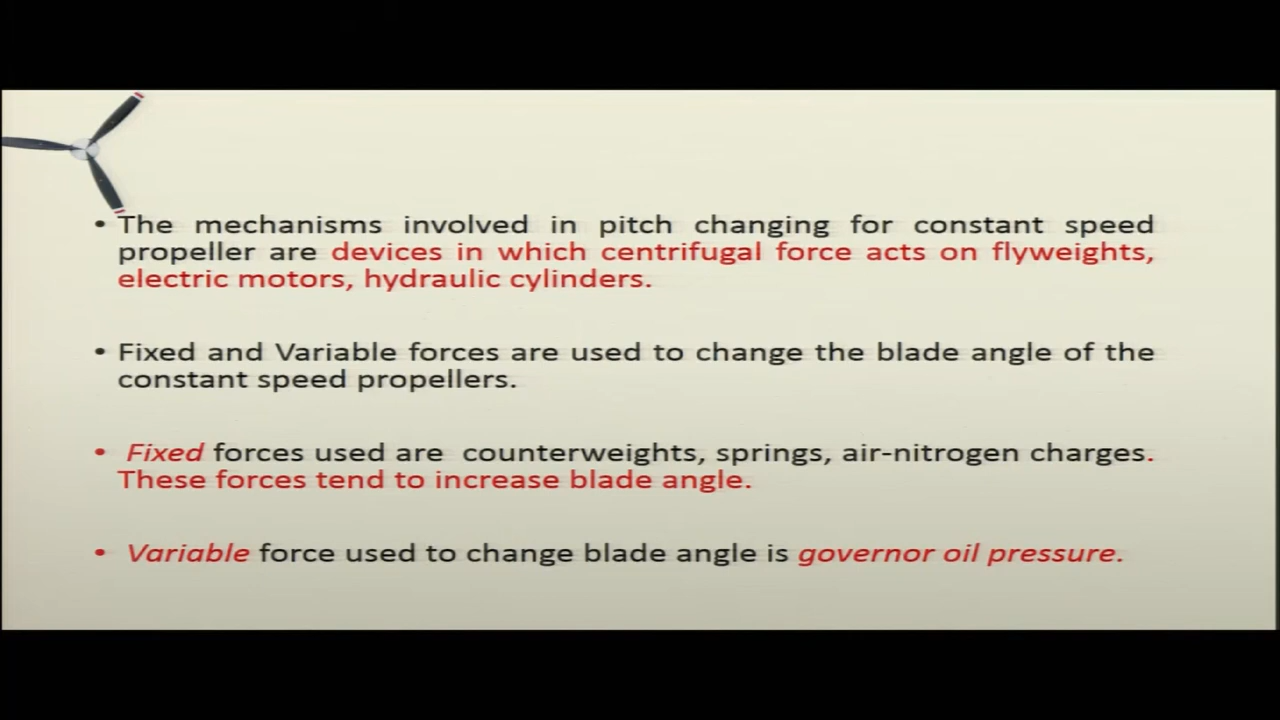 • The mechanisms involved in pitch changing for constant speed
propeller are devices in which centrifugal force acts on flyweights,
electric motors, hydraulic cylinders.
• Fixed and Variable forces are used to change the blade angle of the
constant speed propellers.
• Fixed forces used are counterweights, springs, air-nitrogen charges.
These forces tend to increase blade angle.
• Variable force used to change blade angle is governor oil pressure.